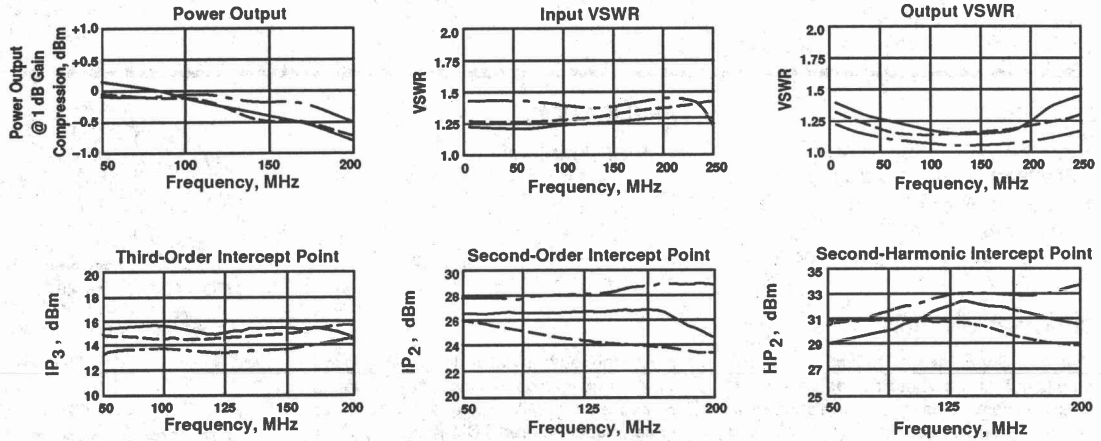 Power Output
Power Output
@ 1 dB Gain
Compression, dBm
+1.0
+0.5
0
−0.5
−1.0
50 100 150 200
Frequency, MHz
Input VSWR
VSWR
2.0
1.75
1.5
1.25
1.0
0 50 100 150 200 250
Frequency, MHz
Output VSWR
VSWR
2.0
1.75
1.5
1.25
1.0
0 50 100 150 200 250
Frequency, MHz
Third-Order Intercept Point
IP3 , dBm
20
18
16
14
12
10
50 100 125 150 200
Frequency, MHz
Second-Order Intercept Point
IP2 , dBm
30
28
26
24
22
20
50 125 200
Frequency, MHz
Second-Harmonic Intercept Point
HP2 , dBm
35
33
31
29
27
25
50 125 200
Frequency, MHz